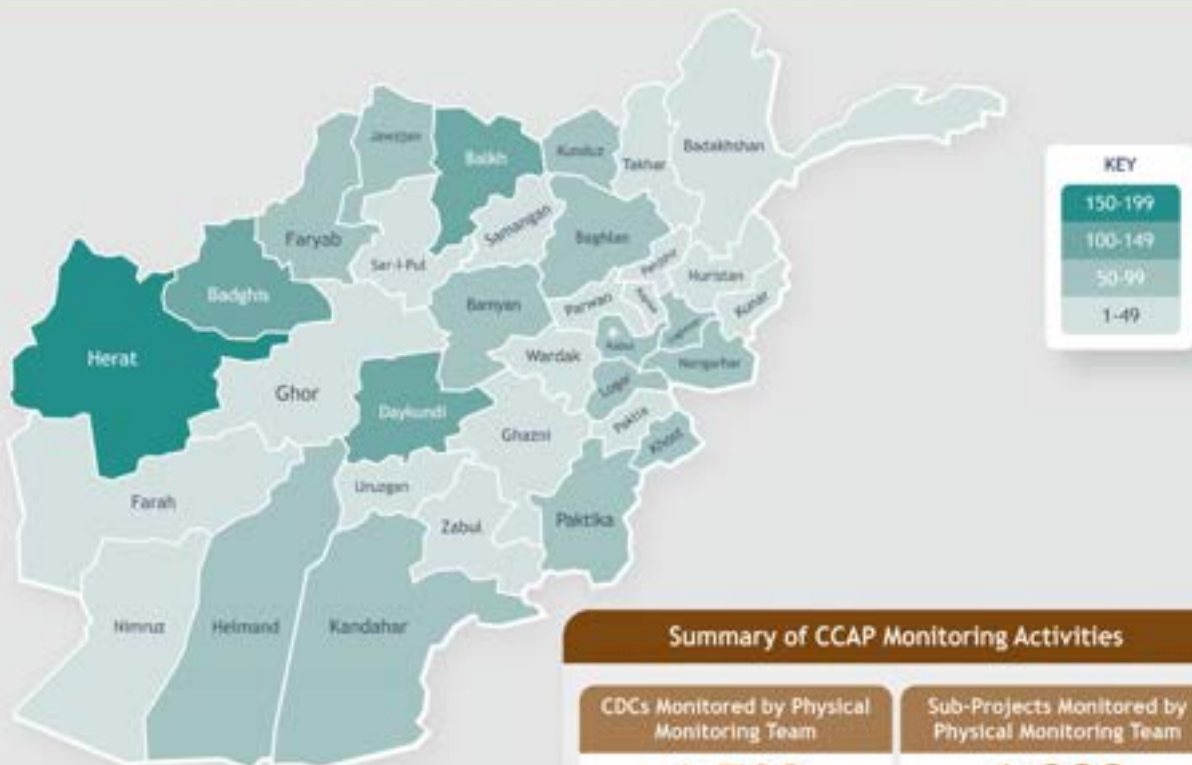 Jawzjan
Balkh
Kunduz
Takhar
Badakhshan
Faryab
Sar-i-Pul
Samangan
Baghlan
Panjshir
Nuristan
Kunar
Badghis
Bamyan
Parwan
Kabul
Nangarhar
Herat
Ghor
Wardak
Logar
Daykundi
Ghazni
Paktia
Khost
Farah
Uruzgan
Zabul
Paktika
Nimruz
Helmand
Kandahar
KEY
150-199
100-149
50-99
1-49
Summary of CCAP Monitoring Activities
CDCs Monitored by Physical
Monitoring Team
Sub-Projects Monitored by
Physical Monitoring Team